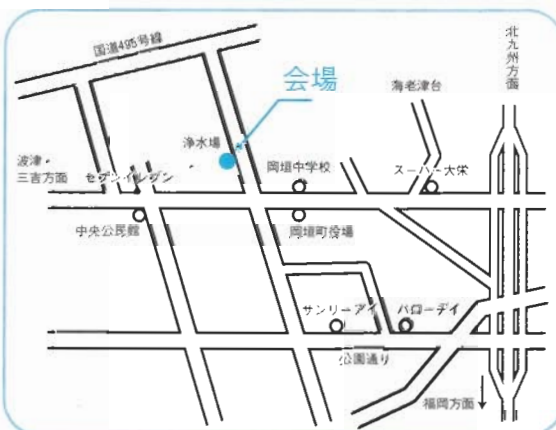 国道495号線
会場
海老津台
北九州方面
浄水場
波津・
三吉方面
セブンイレブン
岡垣中学校
スーパー大栄
中央公民館
岡垣町役場
サンリーアイ
ハローデイ
公園通り
福岡方面